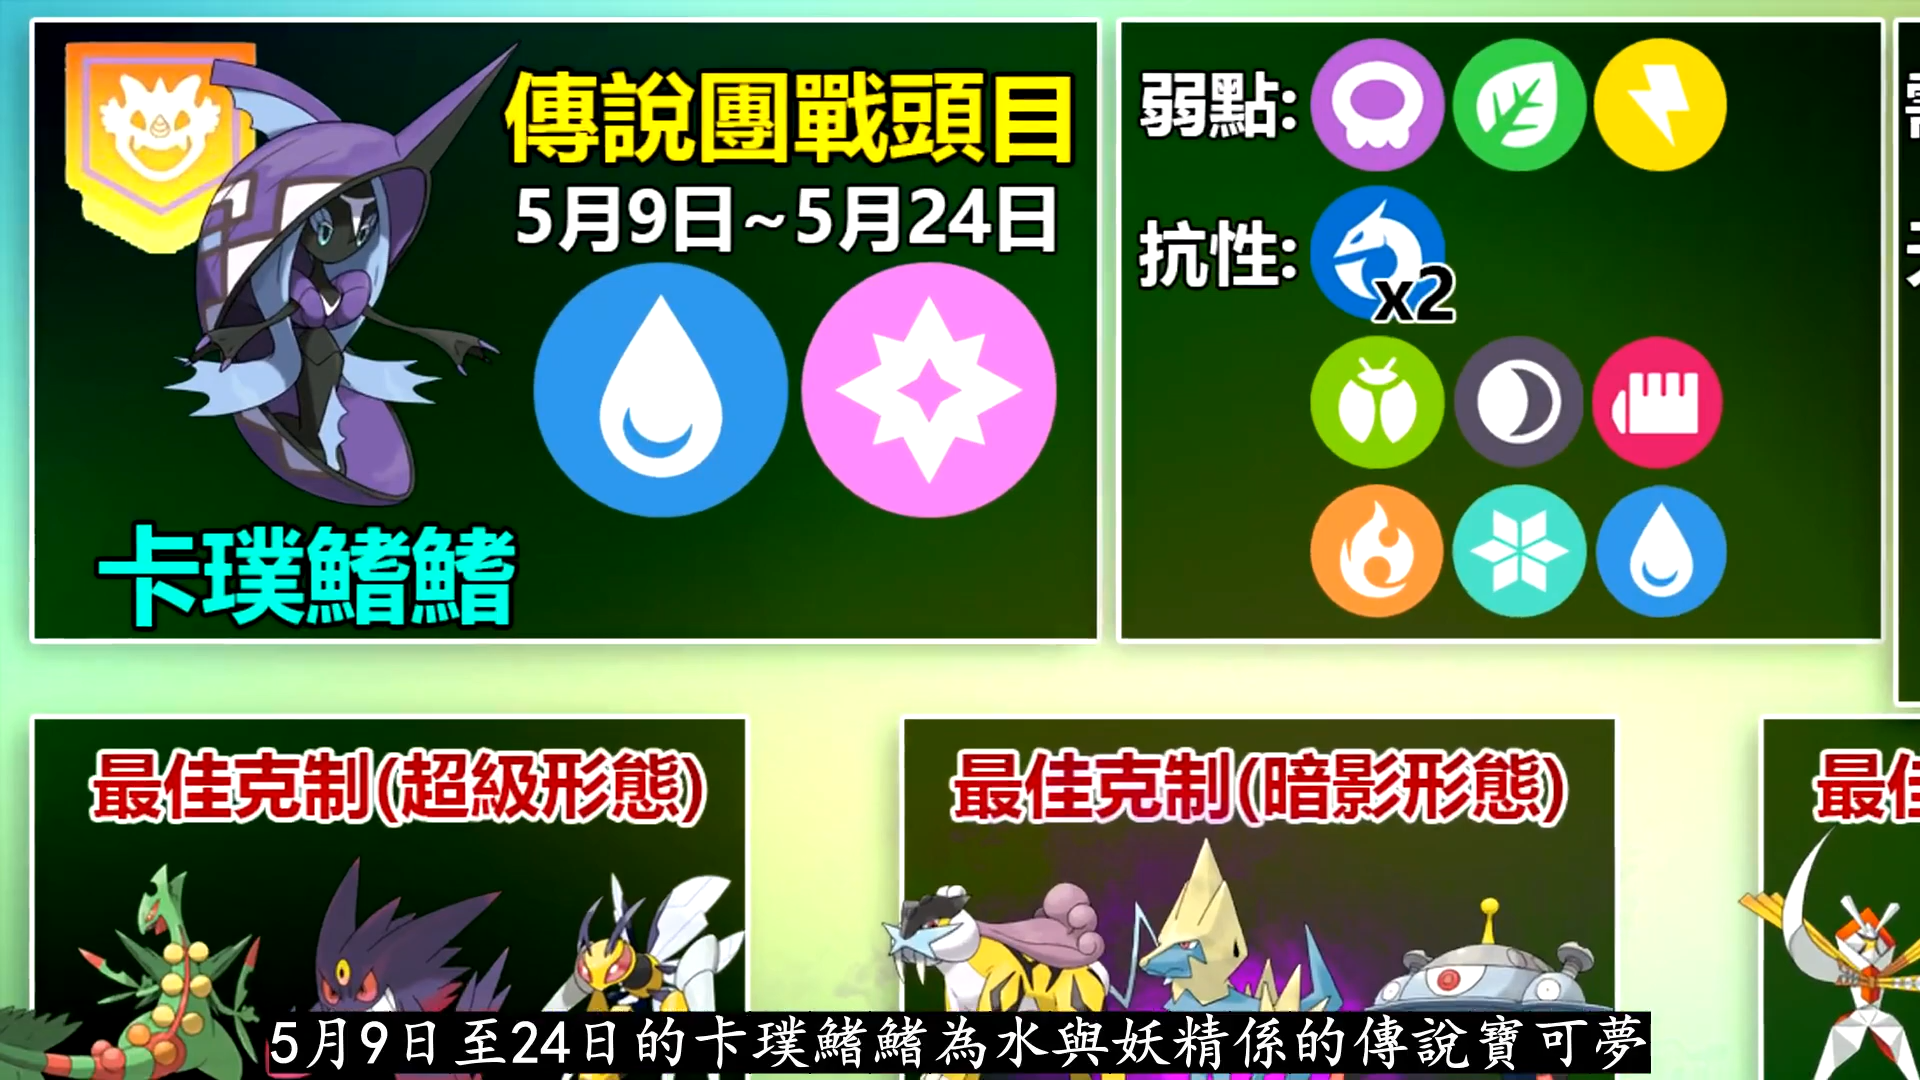 傳說團戰頭目
5月9日~5月24日
卡璞鰭鰭
弱點:
抗性:
x2
最佳克制(超級形態)
最佳克制(暗影形態)
最佳
5月9日至24日的卡璞鰭鰭為水與妖精係的傳說寶可夢